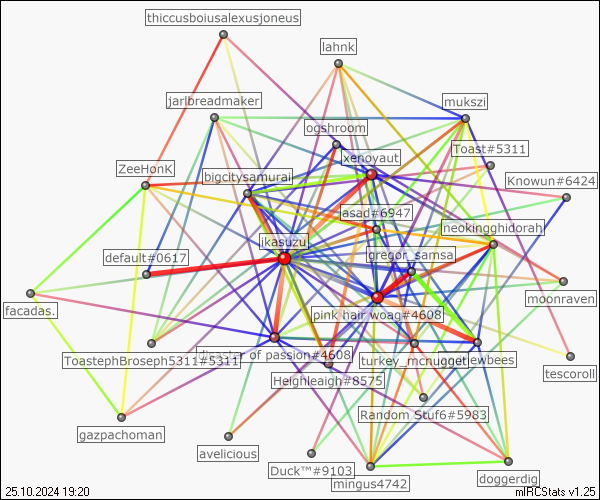 thiccusboiusalexusjoneus
lahnk
jarlbreadmaker
mukszi
ogshroom
Toast#5311
xenoyaut
ZeeHonK
bigcitysamurai
Knowun#6424
asad#6947
neokingghidorah
ikasuzu
gregor_samsa
default#0617
moonraven
facadas.
pink hair woag#4608
ToastephBroseph5311#5311
of passion#4608
turkey_mcnugget
ewbees
tescoroll
Heighleaigh#8575
Random Stuf6#5983
gazpachoman
avelicious
Duck™#9103
mingus4742
doggerdig
25.10.2024 19:20
mIRCStats v1.25